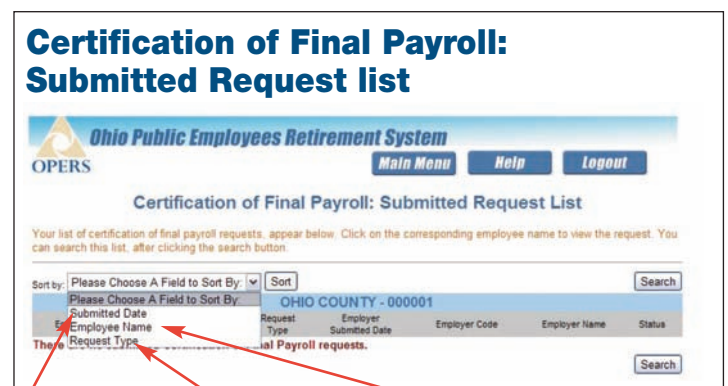 Certification of Final Payroll:
Submitted Request list
Ohio Public Employees Retirement System
OPERS
Main Menu Help Logout
Certification of Final Payroll: Submitted Request List
Your list of certification of final payroll requests, appear below. Click on the corresponding employee name to view the request. You
can search this list, after clicking the search button.
Sort by: Please Choose A Field to Sort By: Sort Search
Please Choose A Field to Sort By:
Submitted Date
Employee Name
Request Type
OHIO COUNTY - 000001
Request Type Employer Submitted Date Employer Code Employer Name Status
There al Payroll requests.
Search